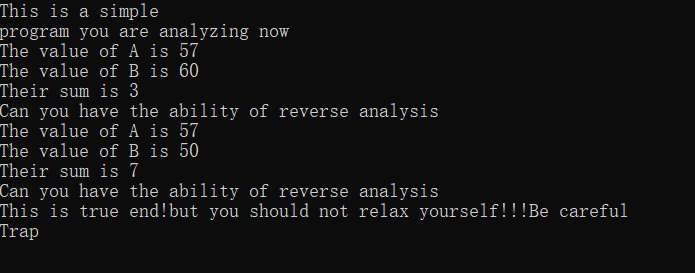 This is a simple
program you are analyzing now
The value of A is 57
The value of B is 60
Their sum is 3
Can you have the ability of reverse analysis
The value of A is 57
The value of B is 50
Their sum is 7
Can you have the ability of reverse analysis
This is true end!but you should not relax yourself!!!Be careful
Trap